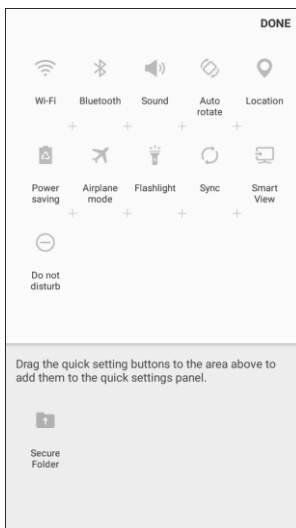 DONE
Wi-Fi
Bluetooth
Sound
Auto
rotate
Location
Power
saving
Airplane
mode
Flashlight
Sync
Smart
View
Do not
disturb
Drag the quick setting buttons to the area above to
add them to the quick settings panel.
Secure
Folder